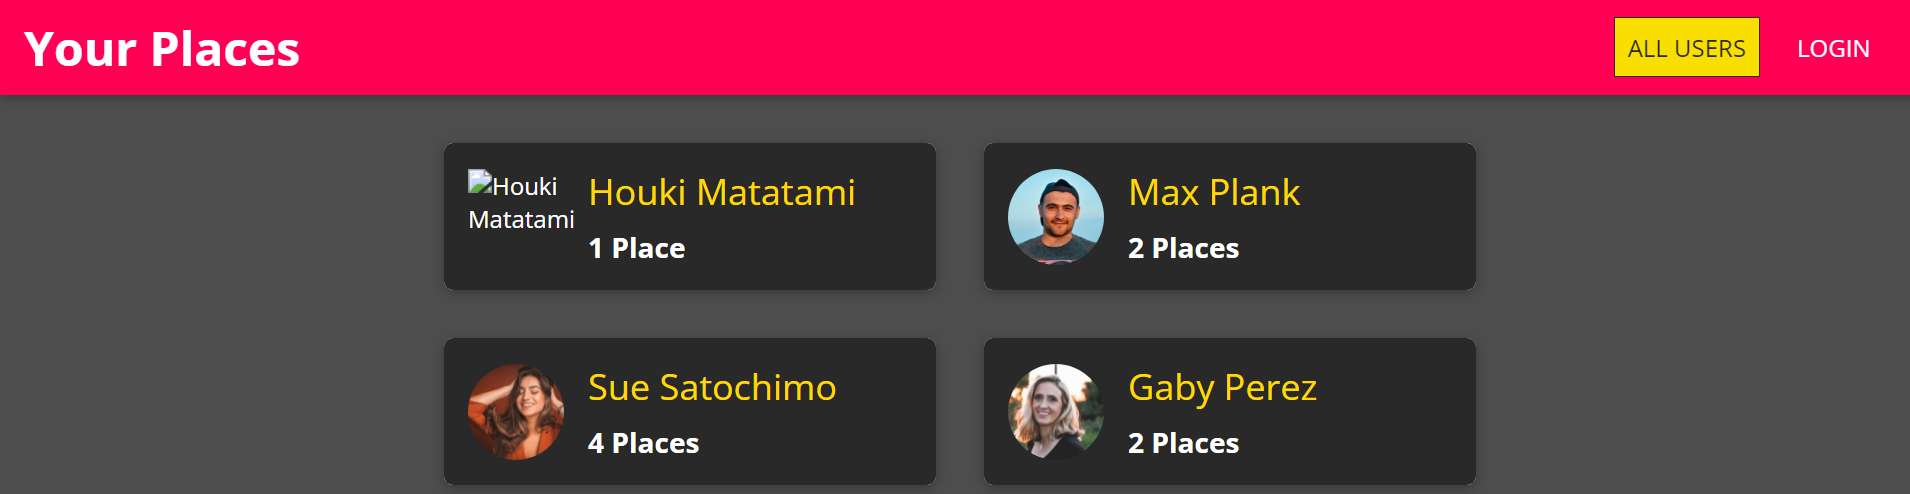 Your Places
ALL USERS
LOGIN
Houki
Matatami
Houki Matatami
1 Place
Max Plank
2 Places
Sue Satochimo
4 Places
Gaby Perez
2 Places